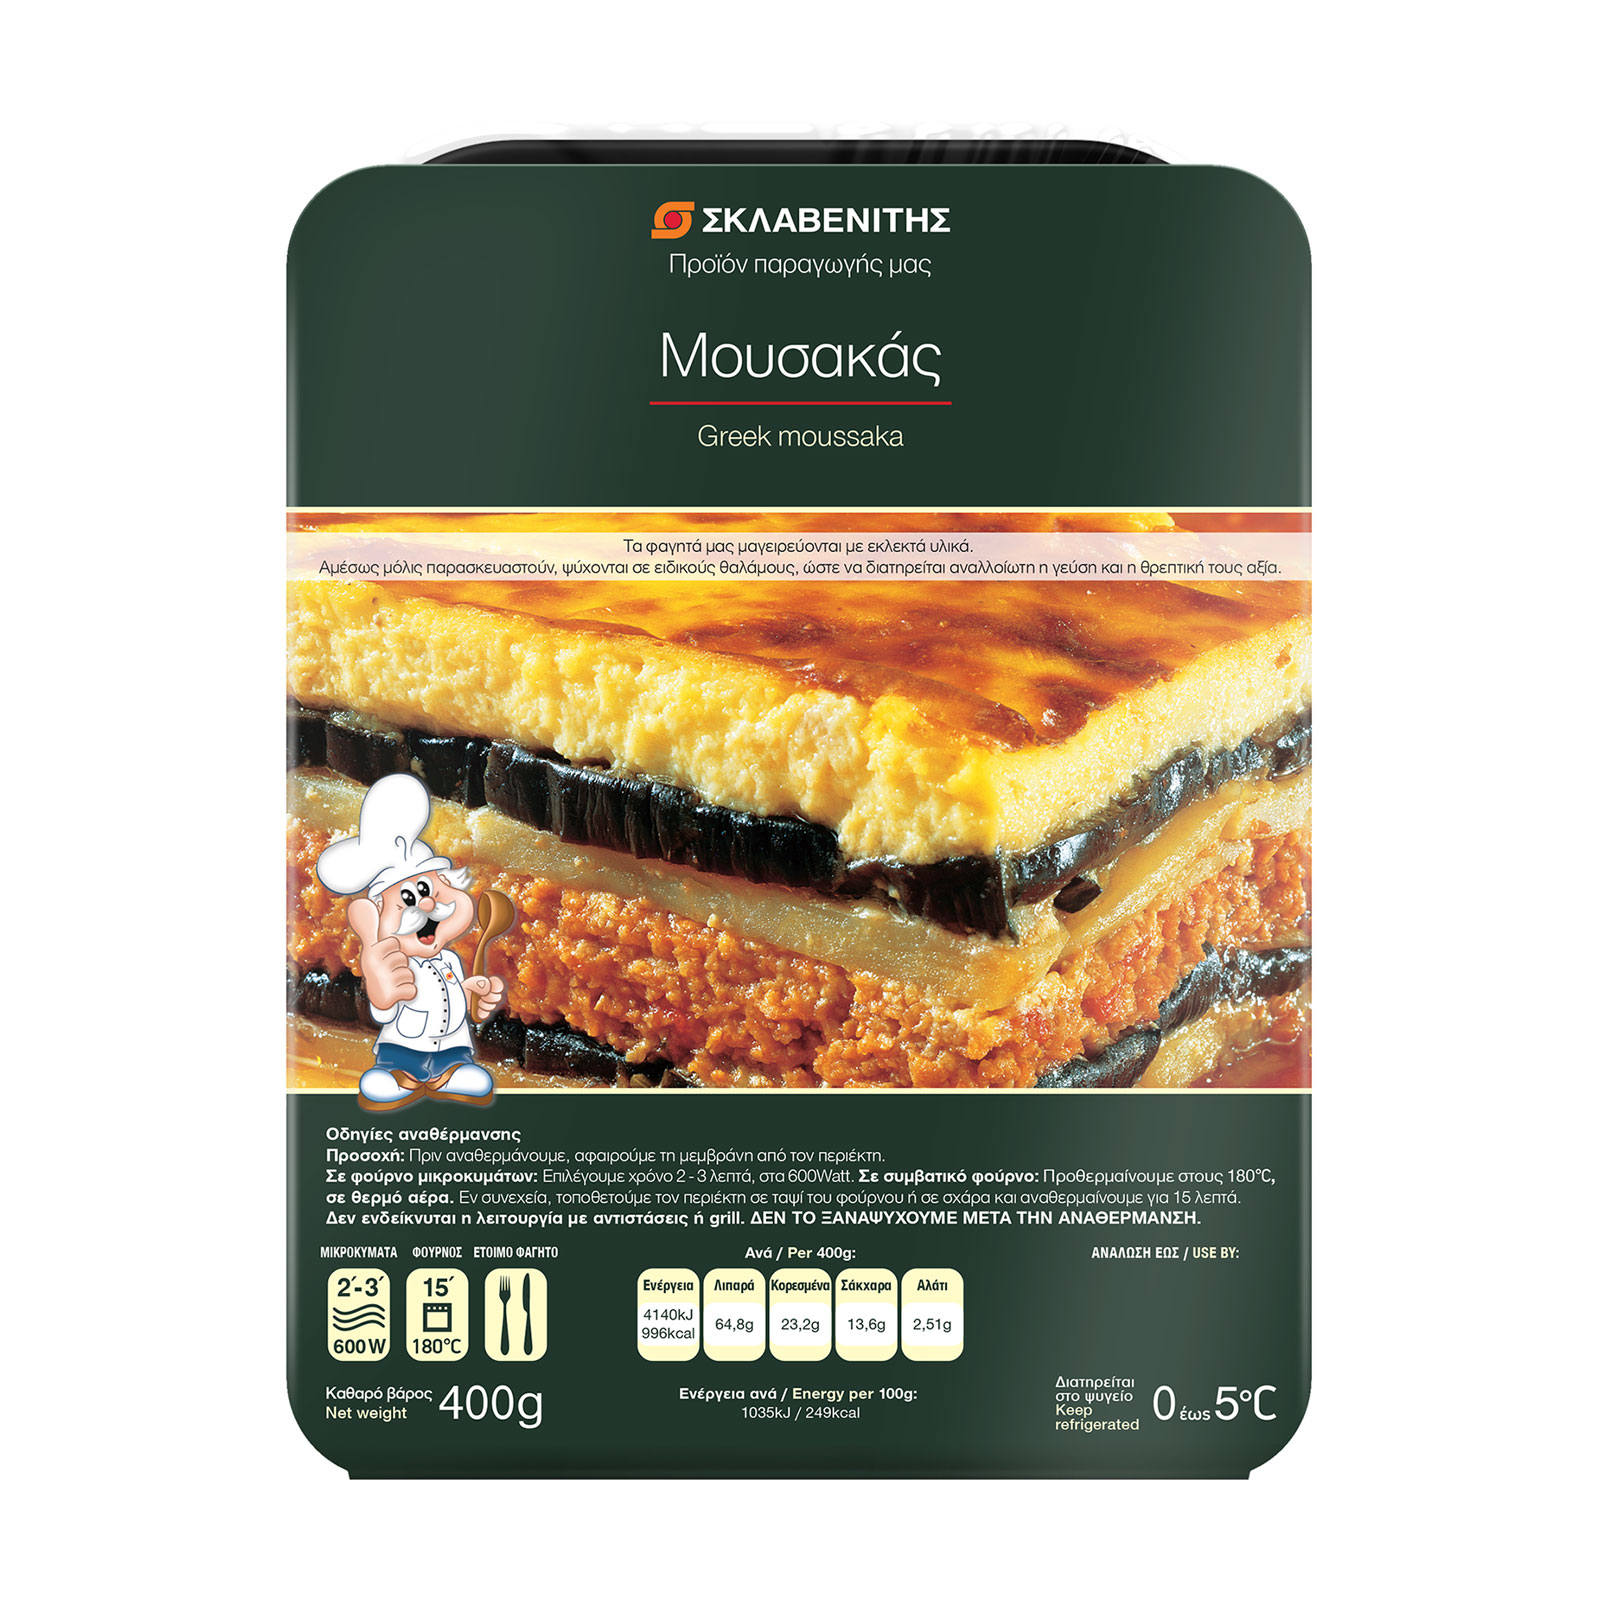 ΣΚΛΑΒΕΝΙΤΗΣ
Προϊόν παραγωγής μας
Μουσακάς
Greek moussaka
Τα φαγητά μας μαγειρεύονται με εκλεκτά υλικά.
Αμέσως μόλις παρασκευαστούν, ψύχονται σε ειδικούς θαλάμους, ώστε να διατηρείται αναλλοίωτη η γεύση και η θρεπτική τους αξία.
Οδηγίες αναθέρμανσης
Προσοχή: Πριν αναθερμάνουμε, αφαιρούμε τη μεμβράνη από τον περιέκτη.
Σε φούρνο μικροκυμάτων: Επιλέγουμε χρόνο 2 - 3 λεπτά, στα 600Watt. Σε συμβατικό φούρνο: Προθερμαίνουμε στους 180°C,
σε θερμό αέρα. Εν συνεχεία, τοποθετούμε τον περιέκτη σε ταψί του φούρνου ή σε σχάρα και αναθερμαίνουμε για 15 λεπτά.
Δεν ενδείκνυται η λειτουργία με αντιστάσεις ή grill. ΔΕΝ ΤΟ ΞΑΝΑΨΥΧΟΥΜΕ ΜΕΤΑ ΤΗΝ ΑΝΑΘΕΡΜΑΝΣΗ.
ΜΙΚΡΟΚΥΜΑΤΑ ΦΟΥΡΝΟΣ ΕΤΟΙΜΟ ΦΑΓΗΤΟ
2΄-3΄ 15΄
600 W 180°C
Ανά / Per 400g:
Ενέργεια Λιπαρά Κορεσμένα Σάκχαρα Αλάτι
4140kJ
996kcal 64,8g 23,2g 13,6g 2,51g
ΑΝΑΛΩΣΗ ΕΩΣ / USE BY:
Καθαρό βάρος
Net weight 400g
Ενέργεια ανά / Energy per 100g:
1035kJ / 249kcal
Διατηρείται
στο ψυγείο
Keep
refrigerated
0 έως 5°C